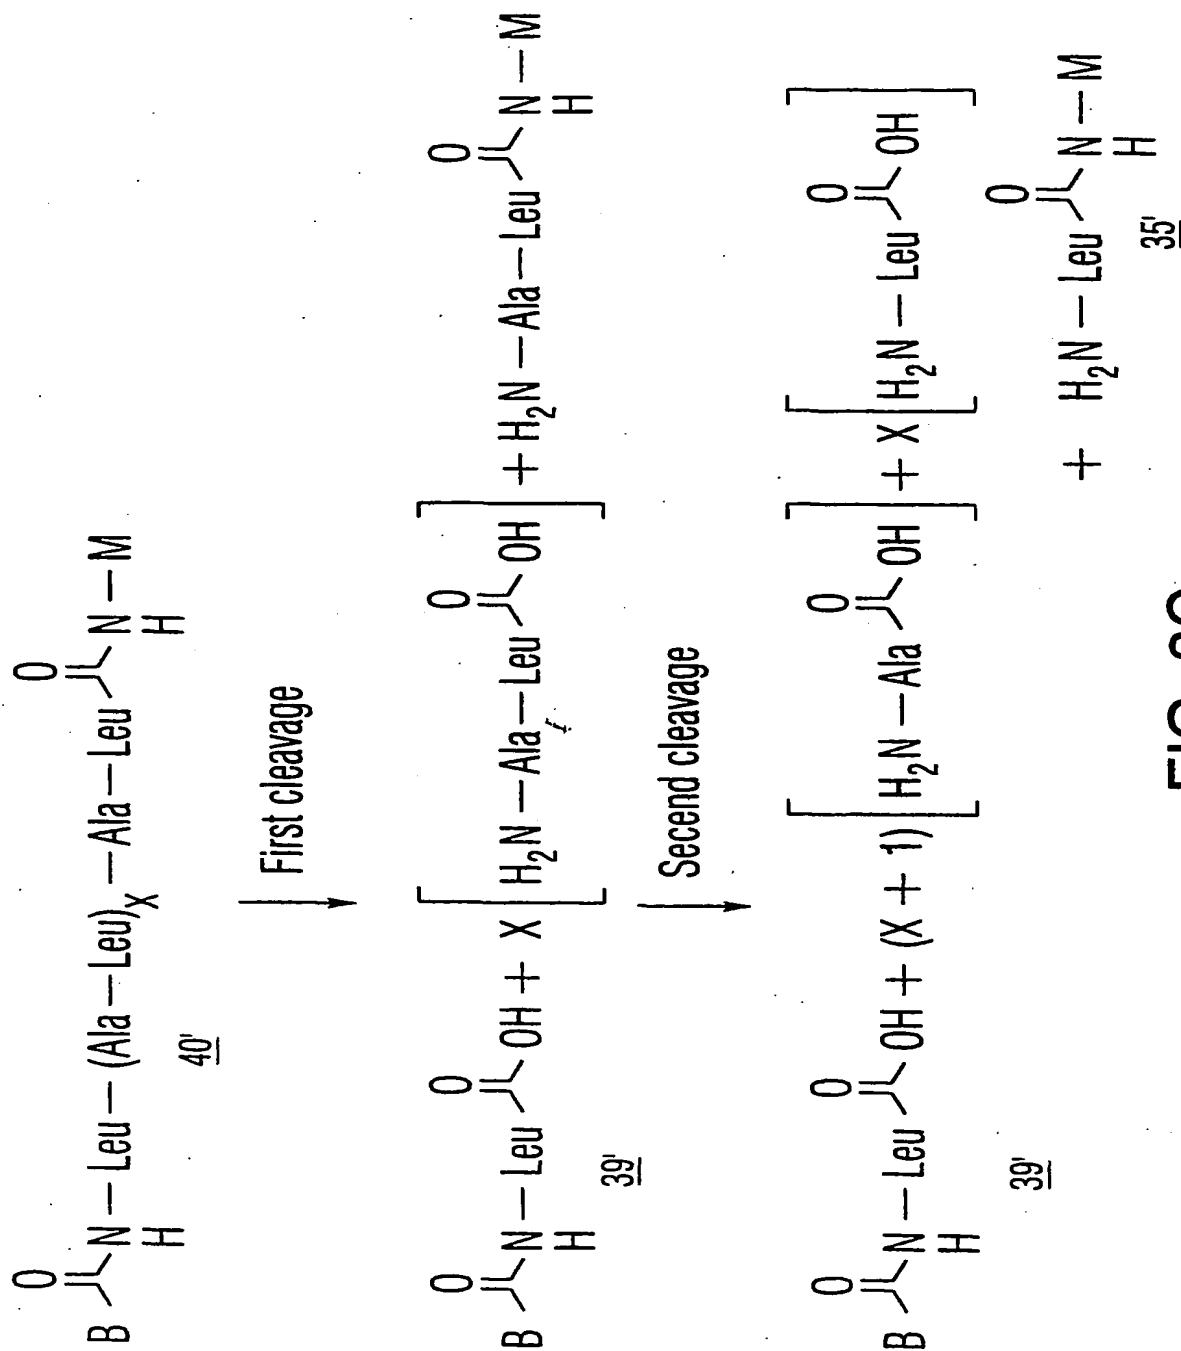 O O
B N — Leu — (Ala — Leu)X — Ala — Leu N — M
H H
40'
First cleavage
O O O O
B N — Leu OH + X [ H2N — Ala — Leu OH ] + H2N — Ala — Leu N — M
H H
39'
Secend cleavage
O O O O
B N — Leu OH + (X + 1) [ H2N — Ala OH ] + X [ H2N — Leu OH ]
H
39'
O
+ H2N — Leu N — M
H
35'